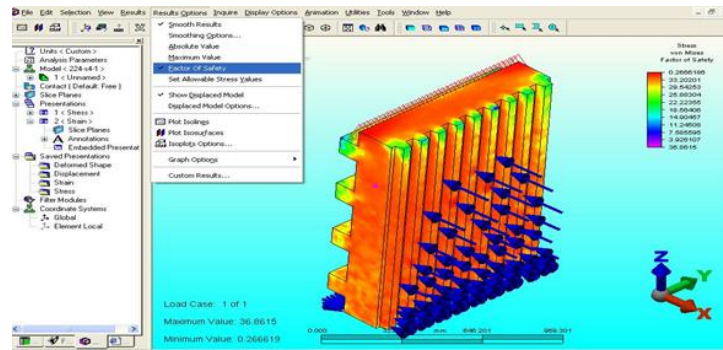 File Edit Selection View Results Results Options Inquire Display Options Animation Utilities Tools Window Help
Smooth Results
Smoothing Options...
Absolute Value
Maximum Value
Factor Of Safety
Set Allowable Stress Values
Show Displaced Model
Displaced Model Options...
Plot Isolines
Plot Isosurfaces
Isoplots Options...
Graph Options
Custom Results...
Units < Custom >
Analysis Parameters
Model < 224-v4-1 >
1 < Unnamed >
Contact ( Default: Free )
Slice Planes
Presentations
1 < Stress >
2 < Strain >
Slice Planes
Annotations
Embedded Presentat
Saved Presentations
Deformed Shape
Displacement
Strain
Stress
Filter Modules
Coordinate Systems
Global
Element Local
Stress
von Mises
Factor of Safety
0.2666186
33.20201
29.54253
25.88304
22.22355
18.56406
14.90457
11.24508
7.585595
3.926107
36.8615
Z
Y
X
Load Case: 1 of 1
Maximum Value: 36.8615
Minimum Value: 0.266619
0.000
mm
646.201
969.301